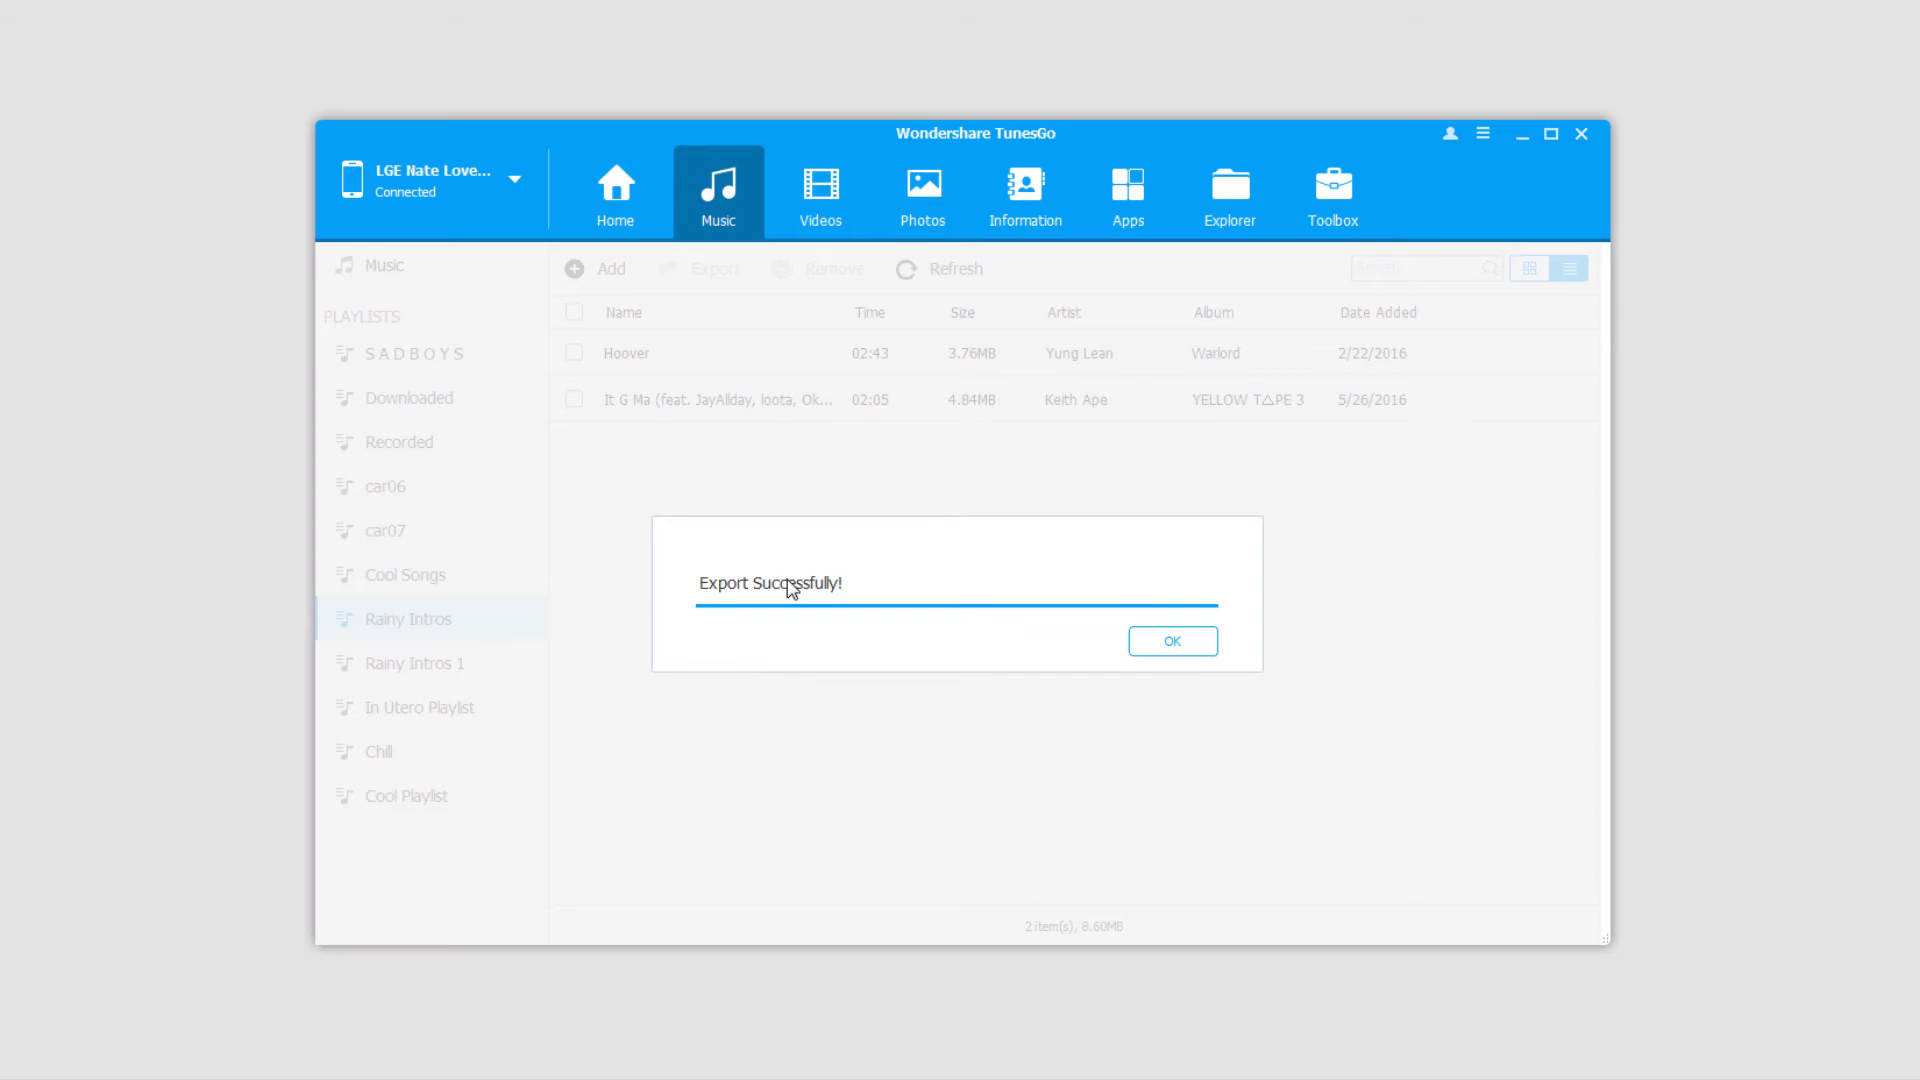 Wondershare TunesGo
LGE Nate Love...
Connected
Home
Music
Videos
Photos
Information
Apps
Explorer
Toolbox
Music
PLAYLISTS
S A D B O Y S
Downloaded
Recorded
car06
car07
Cool Songs
Rainy Intros
Rainy Intros 1
In Utero Playlist
Chill
Cool Playlist
Add Export Remove Refresh Search
Name Time Size Artist Album Date Added
Hoover 02:43 3.76MB Yung Lean Warlord 2/22/2016
It G Ma (feat. JayAllday, loota, Ok... 02:05 4.84MB Keith Ape YELLOW T△PE 3 5/26/2016
Export Successfully!
OK
2 item(s), 8.60MB